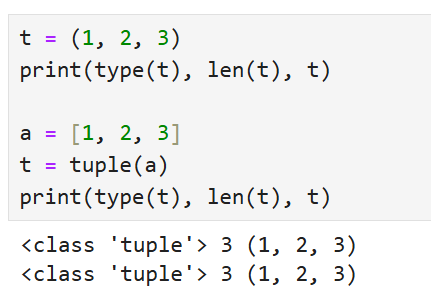 t = (1, 2, 3)
print(type(t), len(t), t)
a = [1, 2, 3]
t = tuple(a)
print(type(t), len(t), t)
<class 'tuple'> 3 (1, 2, 3)
<class 'tuple'> 3 (1, 2, 3)